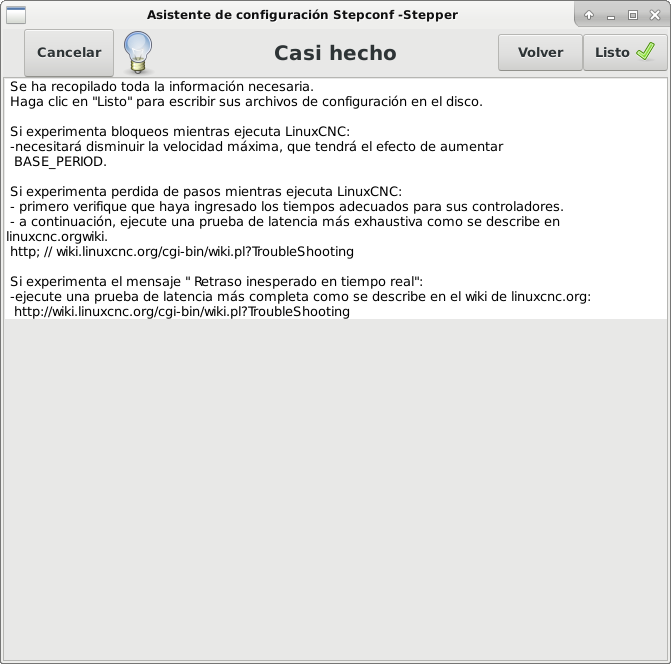 Asistente de configuración Stepconf -Stepper
Cancelar
Casi hecho
Volver
Listo
Se ha recopilado toda la información necesaria.
Haga clic en "Listo" para escribir sus archivos de configuración en el disco.
Si experimenta bloqueos mientras ejecuta LinuxCNC:
-necesitará disminuir la velocidad máxima, que tendrá el efecto de aumentar
BASE_PERIOD.
Si experimenta perdida de pasos mientras ejecuta LinuxCNC:
- primero verifique que haya ingresado los tiempos adecuados para sus controladores.
- a continuación, ejecute una prueba de latencia más exhaustiva como se describe en
linuxcnc.orgwiki.
http; // wiki.linuxcnc.org/cgi-bin/wiki.pl?TroubleShooting
Si experimenta el mensaje " Retraso inesperado en tiempo real":
-ejecute una prueba de latencia más completa como se describe en el wiki de linuxcnc.org:
http://wiki.linuxcnc.org/cgi-bin/wiki.pl?TroubleShooting